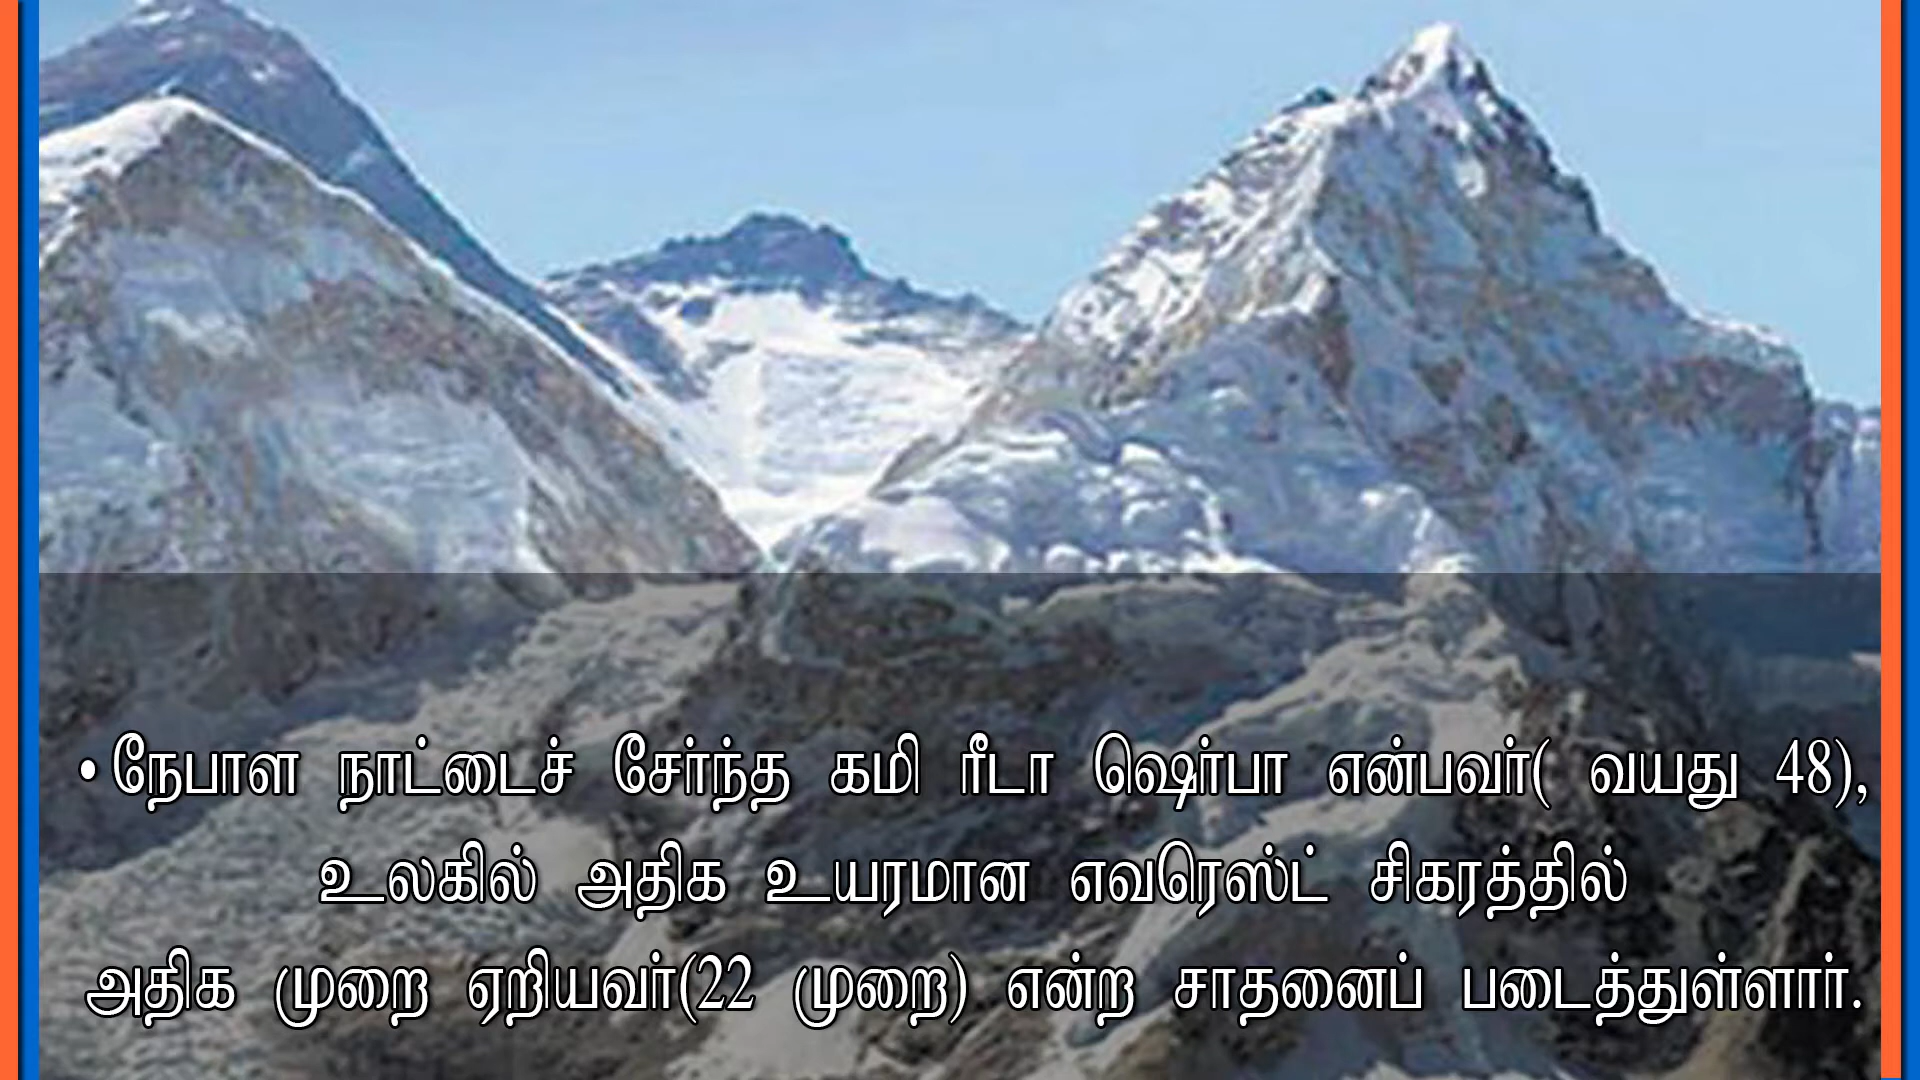 • நேபாள நாட்டைச் சேர்ந்த கமி ரீடா ஷெர்பா என்பவர்( வயது 48),
உலகில் அதிக உயரமான எவரெஸ்ட் சிகரத்தில்
அதிக முறை ஏறியவர்(22 முறை) என்ற சாதனைப் படைத்துள்ளார்.